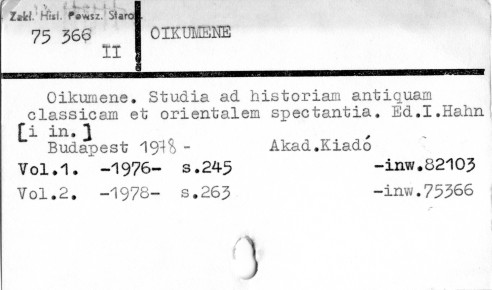 Zakł. Hist. Powsz. Staroż.
75 366
II
OIKUMENE
Oikumene. Studia ad historiam antiquam
classicam et orientalem spectantia. Ed.I.Hahn
[i in.]
Budapest 1978 - Akad.Kiadó
Vol.1. -1976- s.245 -inw.82103
Vol.2. -1978- s.263 -inw.75366